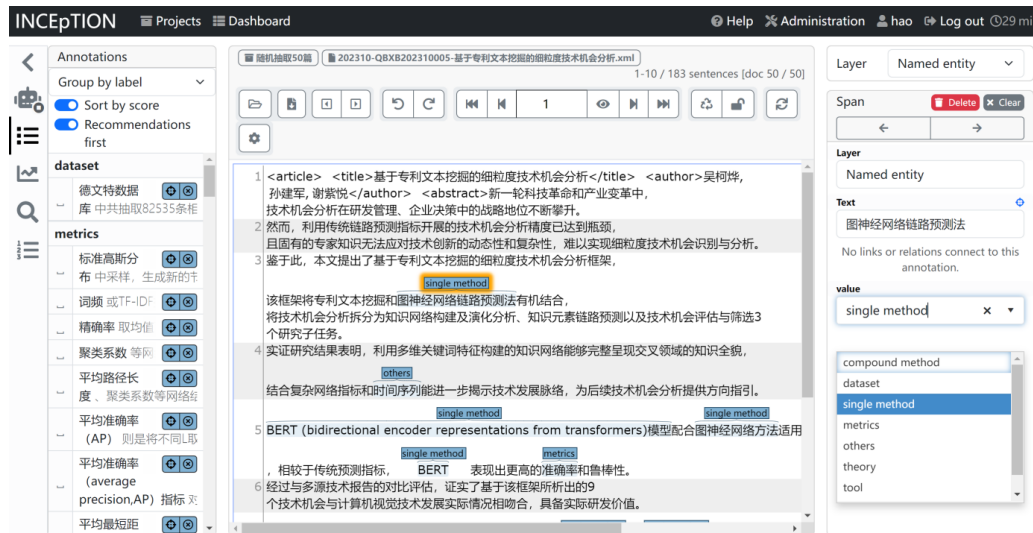 INCEpTION Projects Dashboard Help Administration hao Log out 29 mi
Annotations
Group by label
Sort by score
Recommendations
first
dataset
德文特数据
库 中共抽取82535条相
metrics
标准高斯分
布 中采样，生成新的节
词频 或TF-IDF
精确率 取均值
聚类系数 等网
平均路径长
度 、聚类系数等网络结
平均准确率
（AP） 则是将不同L取
平均准确率
(average
precision,AP) 指标 对
平均最短距
随机抽取50篇 202310-QBXB202310005-基于专利文本挖掘的细粒度技术机会分析.xml
1-10 / 183 sentences [doc 50 / 50]
1
1 <article> <title>基于专利文本挖掘的细粒度技术机会分析</title> <author>吴柯烨,
孙建军, 谢紫悦</author> <abstract>新一轮科技革命和产业变革中，
技术机会分析在研发管理、企业决策中的战略地位不断攀升。
2 然而，利用传统链路预测指标开展的技术机会分析精度已达到瓶颈，
且固有的专家知识无法应对技术创新的动态性和复杂性，难以实现细粒度技术机会识别与分析。
3 鉴于此，本文提出了基于专利文本挖掘的细粒度技术机会分析框架，
single method
该框架将专利文本挖掘和图神经网络链路预测法有机结合，
将技术机会分析拆分为知识网络构建及演化分析、知识元素链路预测以及技术机会评估与筛选3
个研究子任务。
4 实证研究结果表明，利用多维关键词特征构建的知识网络能够完整呈现交叉领域的知识全貌，
others
结合复杂网络指标和时间序列能进一步揭示技术发展脉络，为后续技术机会分析提供方向指引。
single method single method
5 BERT (bidirectional encoder representations from transformers)模型配合图神经网络方法适用
single method metrics
，相较于传统预测指标， BERT 表现出更高的准确率和鲁棒性。
6 经过与多源技术报告的对比评估，证实了基于该框架所析出的9
个技术机会与计算机视觉技术发展实际情况相吻合，具备实际研发价值。
Layer Named entity
Span Delete Clear
Layer
Named entity
Text
图神经网络链路预测法
No links or relations connect to this
annotation.
value
single method
compound method
dataset
single method
metrics
others
theory
tool